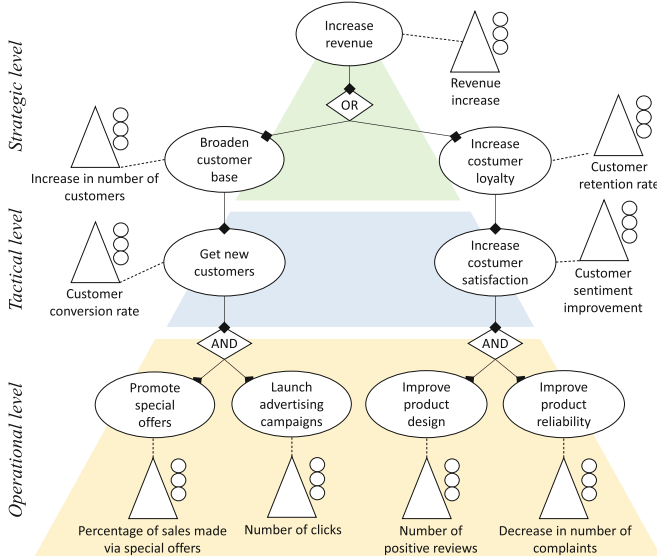 Increase
revenue
Revenue
increase
OR
Strategic level
Broaden
customer
base
Increase
costumer
loyalty
Increase in number of
customers
Customer
retention rate
Tactical level
Get new
customers
Increase
costumer
satisfaction
Customer
conversion rate
Customer
sentiment
improvement
AND
AND
Operational level
Promote
special
offers
Launch
advertising
campaigns
Improve
product
design
Improve
product
reliability
Percentage of sales made
via special offers
Number of clicks
Number of
positive reviews
Decrease in number of
complaints